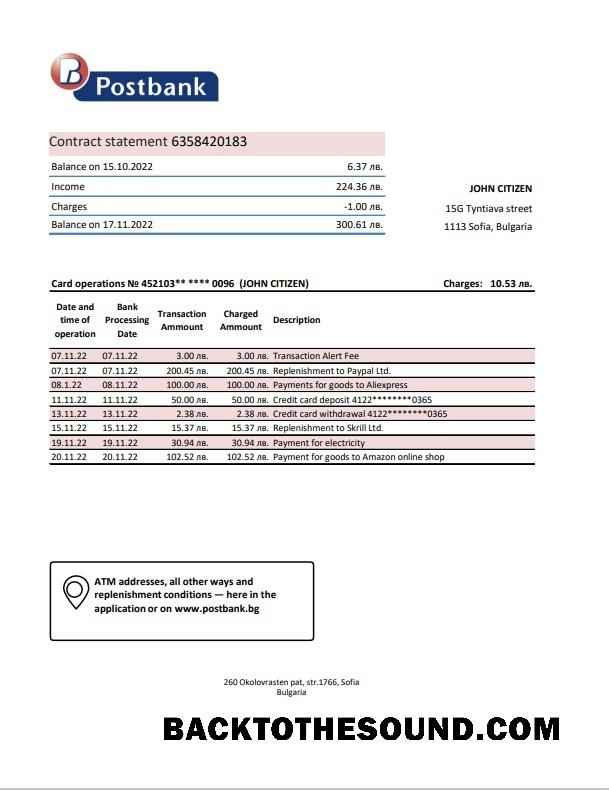 B Postbank
Contract statement 6358420183
Balance on 15.10.2022 6.37 лв.
Income 224.36 лв.
Charges -1.00 лв.
Balance on 17.11.2022 300.61 лв.
JOHN CITIZEN
15G Tyntiava street
1113 Sofia, Bulgaria
Card operations № 452103** **** 0096 (JOHN CITIZEN) Charges: 10.53 лв.
Date and time of operation Bank Processing Date Transaction Amount Charged Amount Description
07.11.22 07.11.22 3.00 лв. 3.00 лв. Transaction Alert Fee
07.11.22 07.11.22 200.45 лв. 200.45 лв. Replenishment to Paypal Ltd.
08.1.22 08.11.22 100.00 лв. 100.00 лв. Payments for goods to Aliexpress
11.11.22 11.11.22 50.00 лв. 50.00 лв. Credit card deposit 4122********0365
13.11.22 13.11.22 2.38 лв. 2.38 лв. Credit card withdrawal 4122********0365
15.11.22 15.11.22 15.37 лв. 15.37 лв. Replenishment to Skrill Ltd.
19.11.22 19.11.22 30.94 лв. 30.94 лв. Payment for electricity
20.11.22 20.11.22 102.52 лв. 102.52 лв. Payment for goods to Amazon online shop
ATM addresses, all other ways and
replenishment conditions — here in the
application or on www.postbank.bg
260 Okolovrasten pat, str.1766, Sofia
Bulgaria
BACKTOTHESOUND.COM